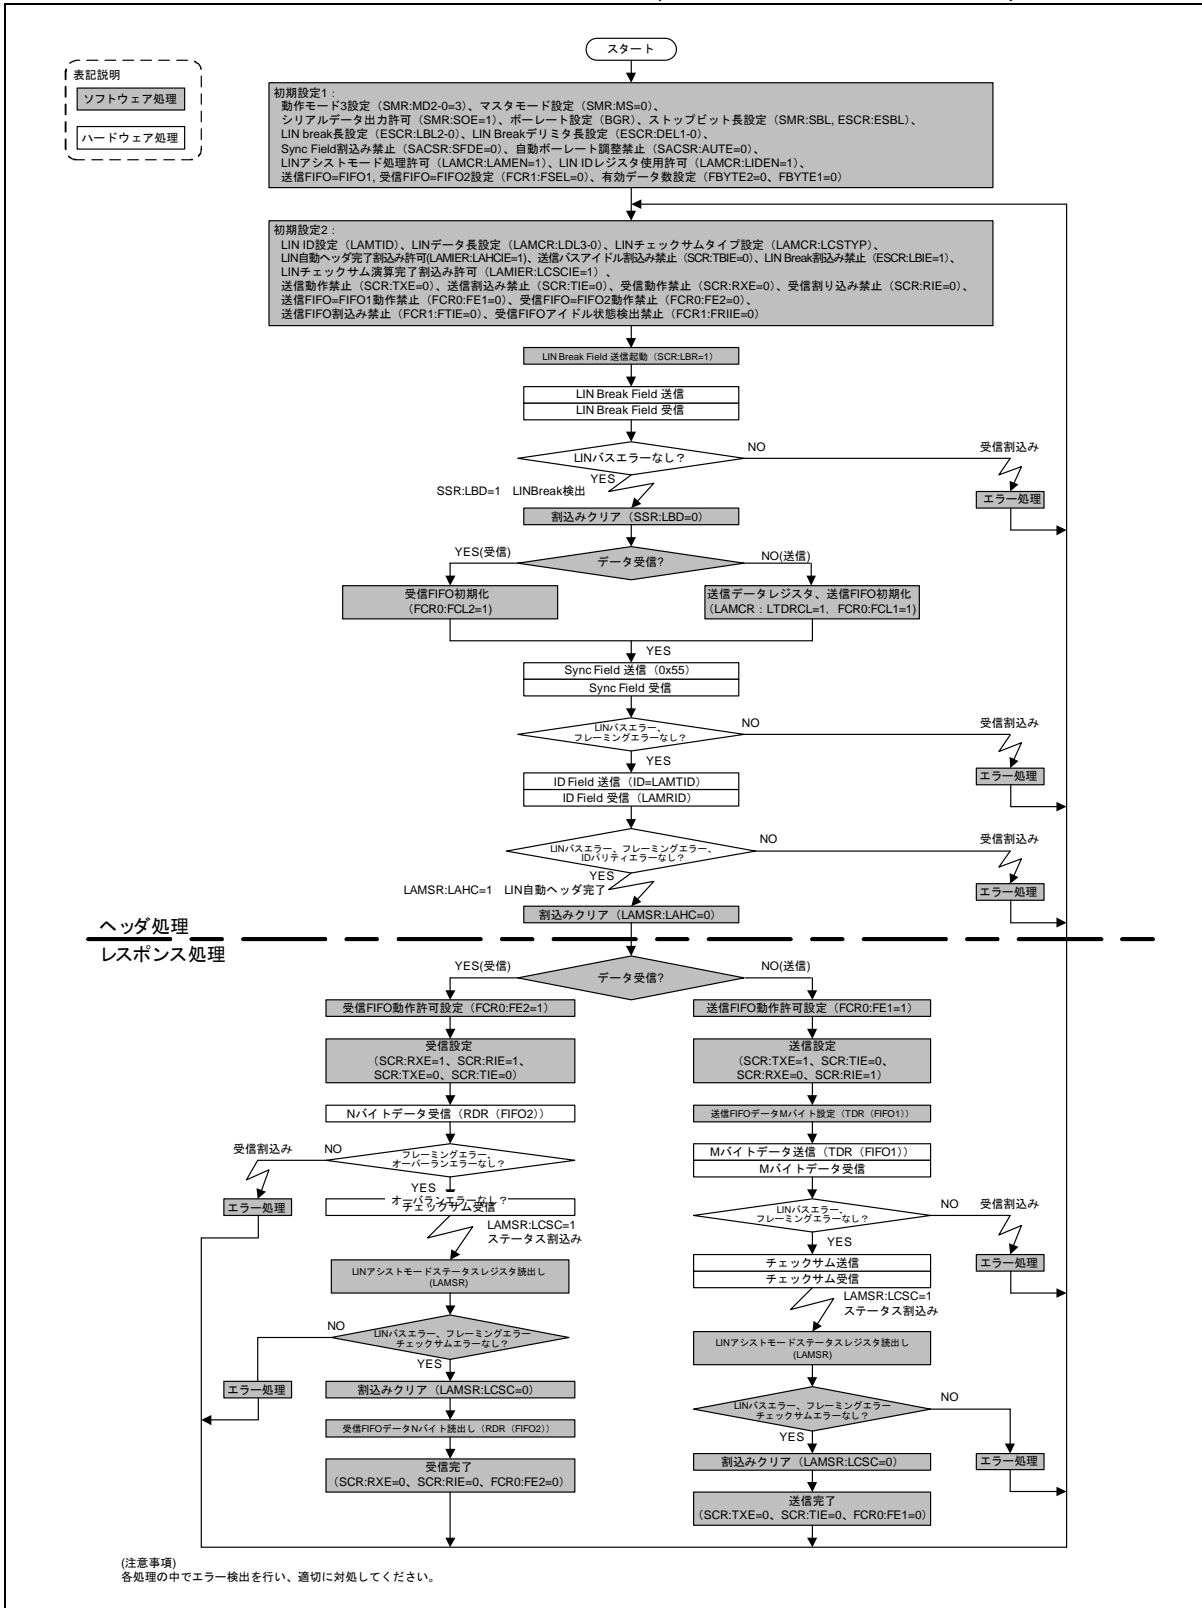 スタート
表記説明
ソフトウェア処理
ハードウェア処理
初期設定1：
動作モード3設定（SMR:MD2-0=3）、マスタモード設定（SMR:MS=0）、
シリアルデータ出力許可（SMR:SOE=1）、ボーレート設定（BGR）、ストップビット長設定（SMR:SBL, ESCR:ESBL）、
LIN break長設定（ESCR:LBL2-0）、LIN Breakデリミタ長設定（ESCR:DEL1-0）、
Sync Field割込み禁止（SACSR:SFDE=0）、自動ボーレート調整禁止（SACSR:AUTE=0）、
LINアシストモード処理許可（LAMCR:LAMEN=1）、LIN IDレジスタ使用許可（LAMCR:LIDEN=1）、
送信FIFO=FIFO1, 受信FIFO=FIFO2設定（FCR1:FSEL=0）、有効データ数設定（FBYTE2=0、FBYTE1=0）
初期設定2：
LIN ID設定（LAMTID）、LINデータ長設定（LAMCR:LDL3-0）、LINチェックサムタイプ設定（LAMCR:LCSTYP）、
LIN自動ヘッダ完了割込み許可(LAMIER:LAHCIE=1)、送信バスアイドル割込み禁止（SCR:TBIE=0）、LIN Break割込み禁止（ESCR:LBIE=1）、
LINチェックサム演算完了割込み許可（LAMIER:LCSCIE=1）、
送信動作禁止（SCR:TXE=0）、送信割込み禁止（SCR:TIE=0）、受信動作禁止（SCR:RXE=0）、受信割り込み禁止（SCR:RIE=0）、
送信FIFO=FIFO1動作禁止（FCR0:FE1=0）、受信FIFO=FIFO2動作禁止（FCR0:FE2=0）、
送信FIFO割込み禁止（FCR1:FTIE=0）、受信FIFOアイドル状態検出禁止（FCR1:FRIIE=0）
LIN Break Field 送信起動（SCR:LBR=1）
LIN Break Field 送信
LIN Break Field 受信
LINバスエラーなし？
NO
受信割込み
YES
SSR:LBD=1　LINBreak検出
エラー処理
割込みクリア（SSR:LBD=0）
YES(受信)
データ受信?
NO(送信)
受信FIFO初期化
（FCR0:FCL2=1）
送信データレジスタ、送信FIFO初期化
（LAMCR：LTDRCL=1，FCR0:FCL1=1)
YES
Sync Field 送信（0x55）
Sync Field 受信
LINバスエラー、
フレーミングエラーなし？
NO
受信割込み
YES
エラー処理
ID Field 送信（ID=LAMTID）
ID Field 受信（LAMRID）
LINバスエラー、フレーミングエラー、
IDパリティエラーなし？
NO
受信割込み
YES
LAMSR:LAHC=1　LIN自動ヘッダ完了
エラー処理
割込みクリア（LAMSR:LAHC=0）
ヘッダ処理
レスポンス処理
YES(受信)
データ受信?
NO(送信)
受信FIFO動作許可設定（FCR0:FE2=1）
送信FIFO動作許可設定（FCR0:FE1=1）
受信設定
（SCR:RXE=1、SCR:RIE=1、
SCR:TXE=0、SCR:TIE=0）
送信設定
（SCR:TXE=1、SCR:TIE=0、
SCR:RXE=0、SCR:RIE=1）
Nバイトデータ受信（RDR（FIFO2））
送信FIFOデータMバイト設定（TDR（FIFO1））
受信割込み
NO
フレーミングエラー、
オーバーランエラーなし？
Mバイトデータ送信（TDR（FIFO1））
Mバイトデータ受信
YES
エラー処理
オーバランエラーなし？
チェックサム受信
LINバスエラー、
フレーミングエラーなし？
NO
受信割込み
LAMSR:LCSC=1
ステータス割込み
YES
エラー処理
チェックサム送信
チェックサム受信
LINアシストモードステータスレジスタ読出し
(LAMSR)
LAMSR:LCSC=1
ステータス割込み
NO
LINバスエラー、フレーミングエラー
チェックサムエラーなし？
LINアシストモードステータスレジスタ読出し
(LAMSR)
YES
エラー処理
割込みクリア（LAMSR:LCSC=0）
LINバスエラー、フレーミングエラー
チェックサムエラーなし？
NO
受信FIFOデータNバイト読出し（RDR（FIFO2））
YES
受信完了
（SCR:RXE=0、SCR:RIE=0、FCR0:FE2=0）
割込みクリア（LAMSR:LCSC=0）
エラー処理
送信完了
（SCR:TXE=0、SCR:TIE=0、FCR0:FE1=0）
(注意事項)
各処理の中でエラー検出を行い、適切に対処してください。